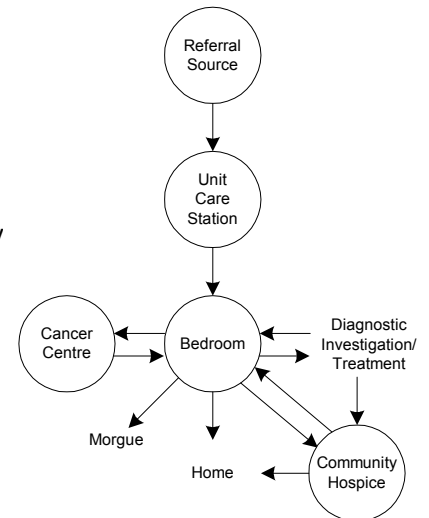 Referral
Source
Unit
Care
Station
Cancer
Centre
Bedroom
Diagnostic
Investigation/
Treatment
Morgue
Home
Community
Hospice